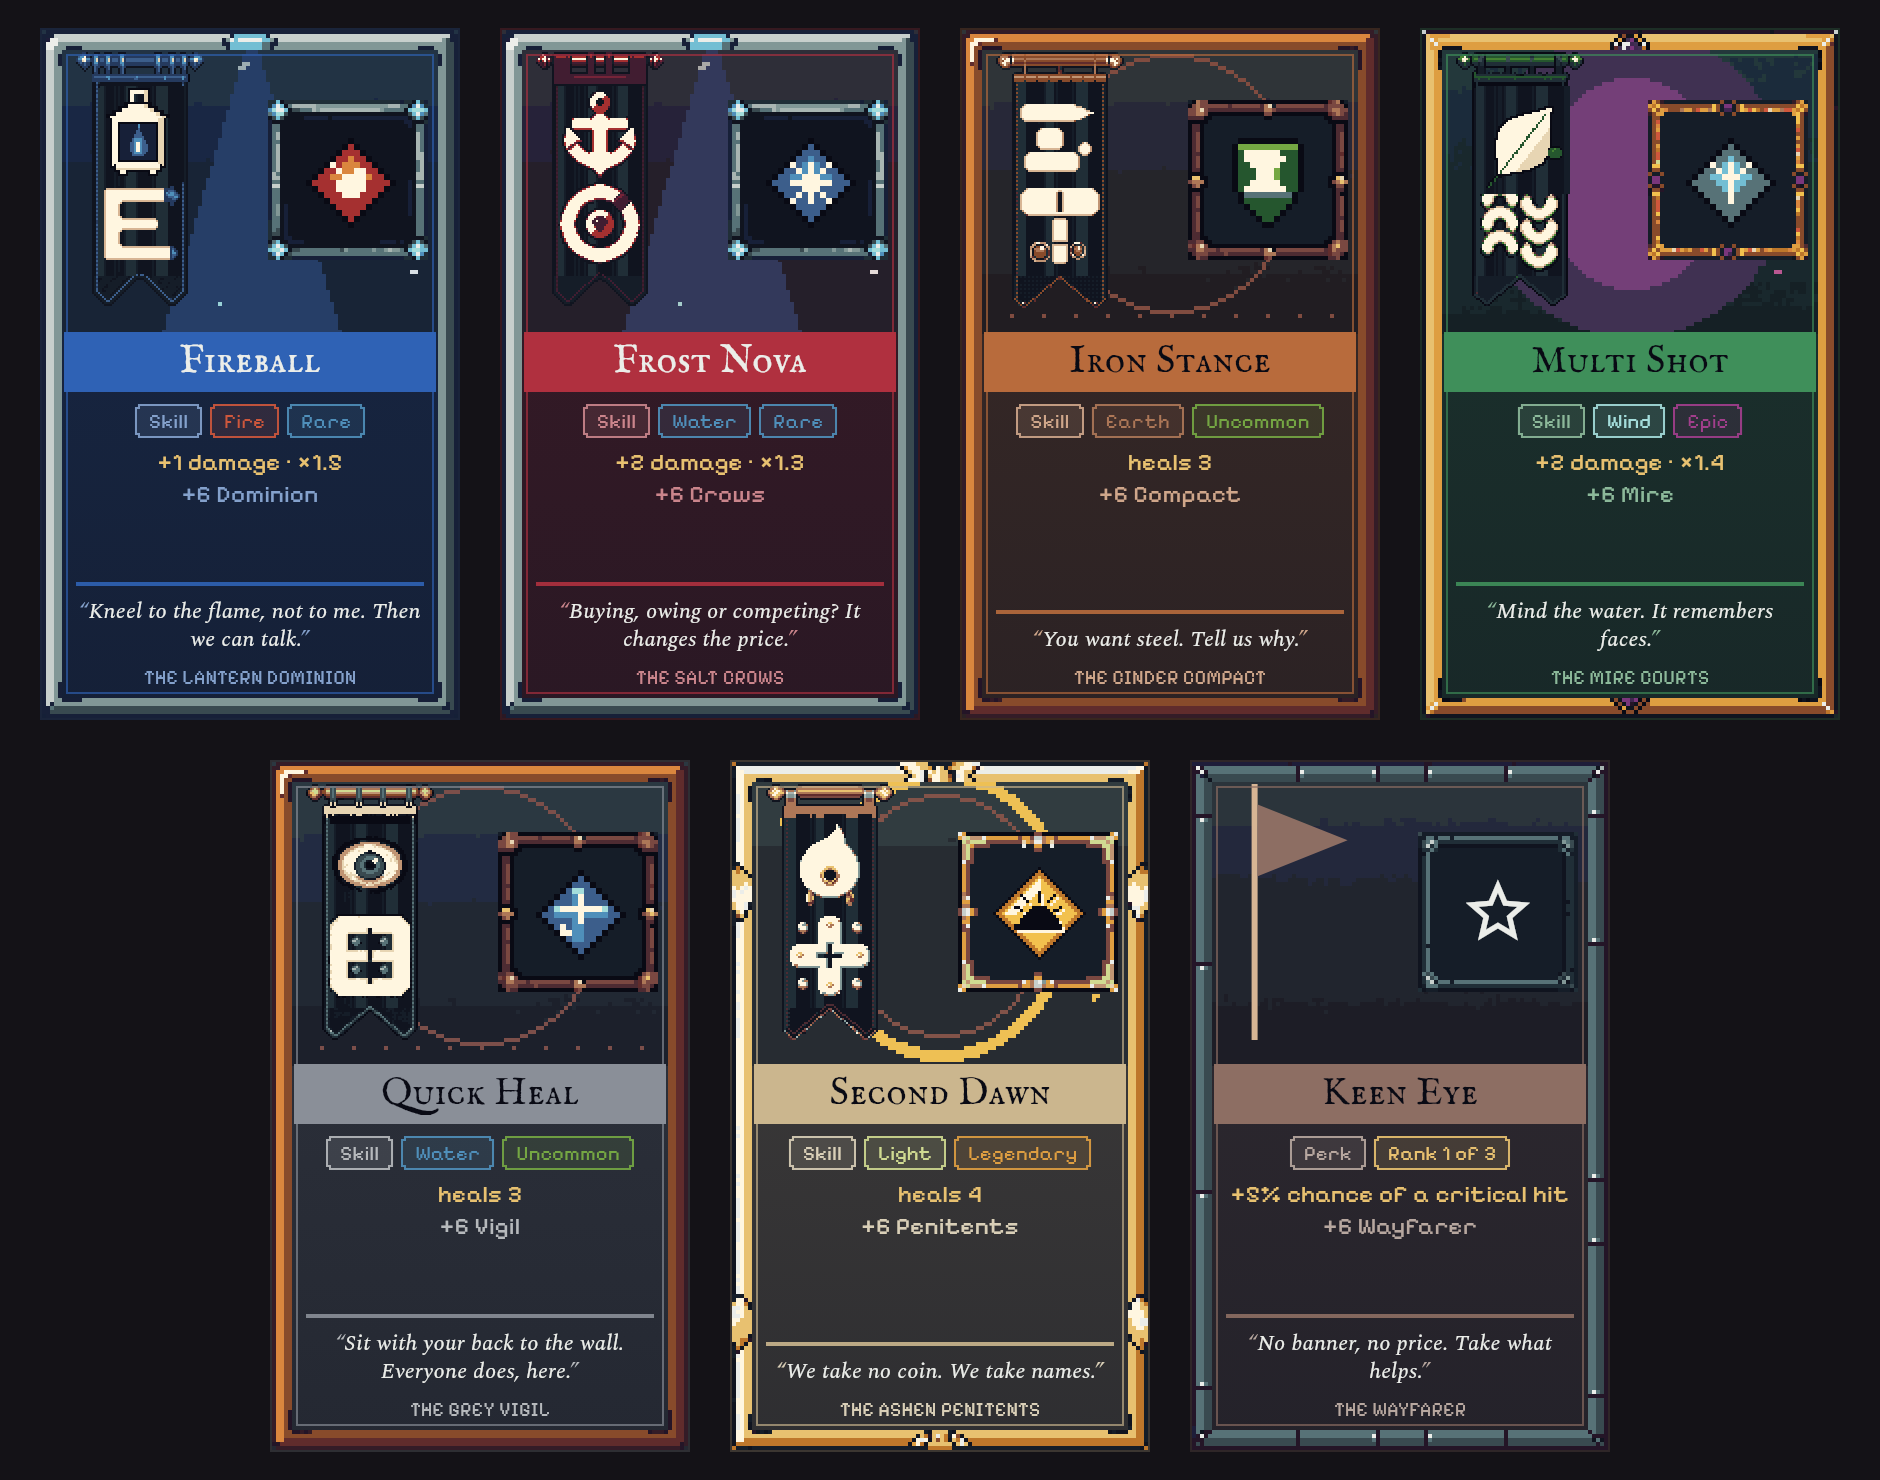 Fireball
Skill Fire Rare
+1 damage · ×1.5
+6 Dominion
“Kneel to the flame, not to me. Then
we can talk.”
THE LANTERN DOMINION
Frost Nova
Skill Water Rare
+2 damage · ×1.3
+6 Crows
“Buying, owing or competing? It
changes the price.”
THE SALT CROWS
Iron Stance
Skill Earth Uncommon
heals 3
+6 Compact
“You want steel. Tell us why.”
THE CINDER COMPACT
Multi Shot
Skill Wind Epic
+2 damage · ×1.4
+6 Mire
“Mind the water. It remembers
faces.”
THE MIRE COURTS
Quick Heal
Skill Water Uncommon
heals 3
+6 Vigil
“Sit with your back to the wall.
Everyone does, here.”
THE GREY VIGIL
Second Dawn
Skill Light Legendary
heals 4
+6 Penitents
“We take no coin. We take names.”
THE ASHEN PENITENTS
Keen Eye
Perk Rank 1 of 3
+5% chance of a critical hit
+6 Wayfarer
“No banner, no price. Take what
helps.”
THE WAYFARER